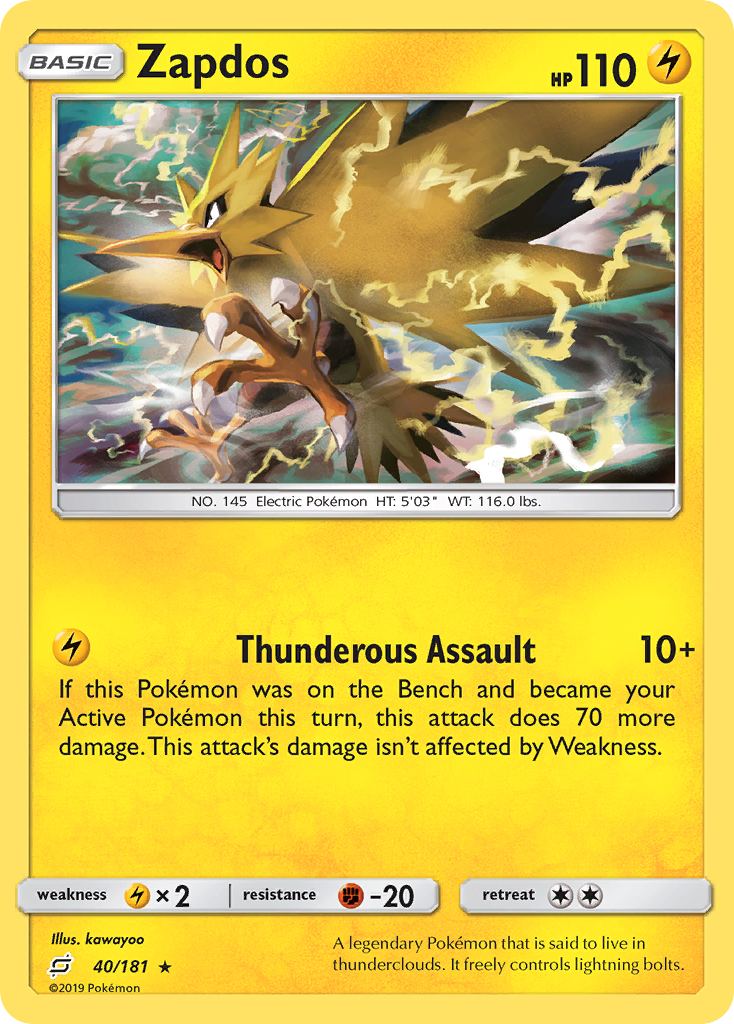 BASIC Zapdos HP 110
NO. 145 Electric Pokémon HT: 5'03" WT: 116.0 lbs.
Thunderous Assault 10+
If this Pokémon was on the Bench and became your
Active Pokémon this turn, this attack does 70 more
damage. This attack's damage isn't affected by Weakness.
weakness ×2 resistance -20 retreat
Illus. kawayoo
40/181 ★
©2019 Pokémon
A legendary Pokémon that is said to live in
thunderclouds. It freely controls lightning bolts.